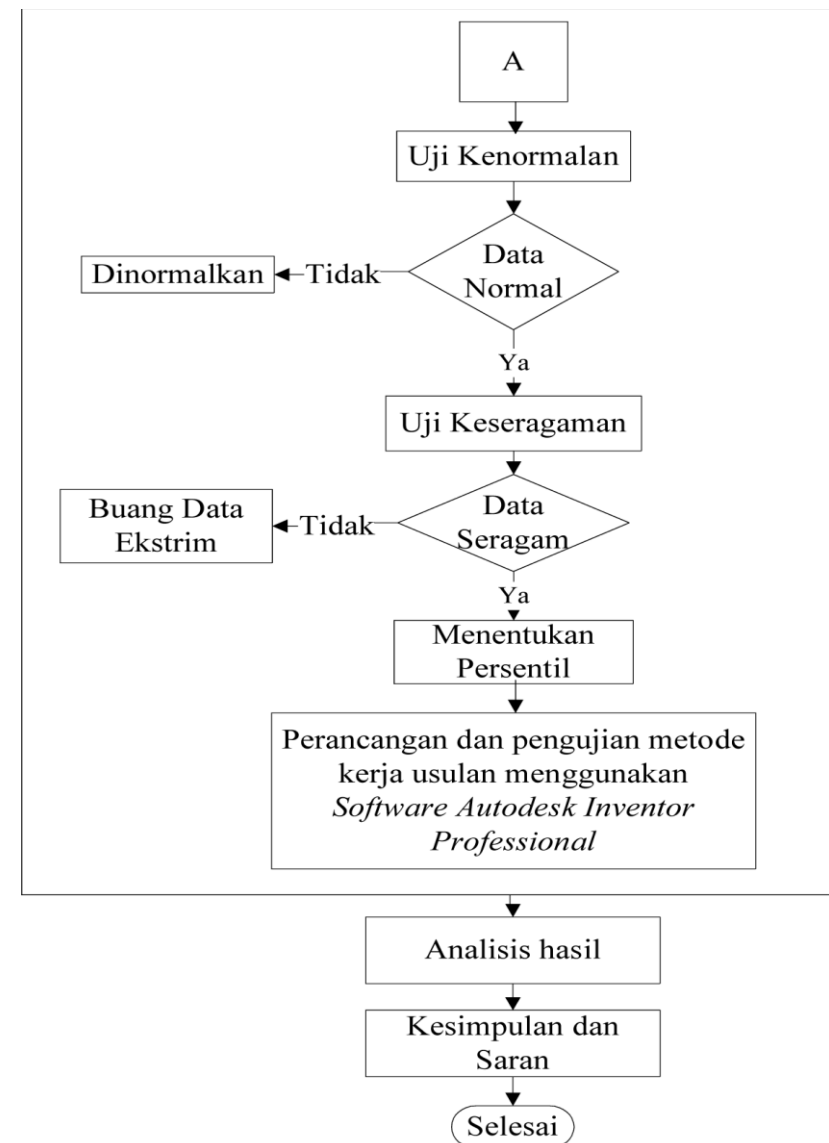 A
Uji Kenormalan
Data
Normal
Tidak
Dinormalkan
Ya
Uji Keseragaman
Data
Seragam
Tidak
Buang Data
Ekstrim
Ya
Menentukan
Persentil
Perancangan dan pengujian metode
kerja usulan menggunakan
Software Autodesk Inventor
Professional
Analisis hasil
Kesimpulan dan
Saran
Selesai